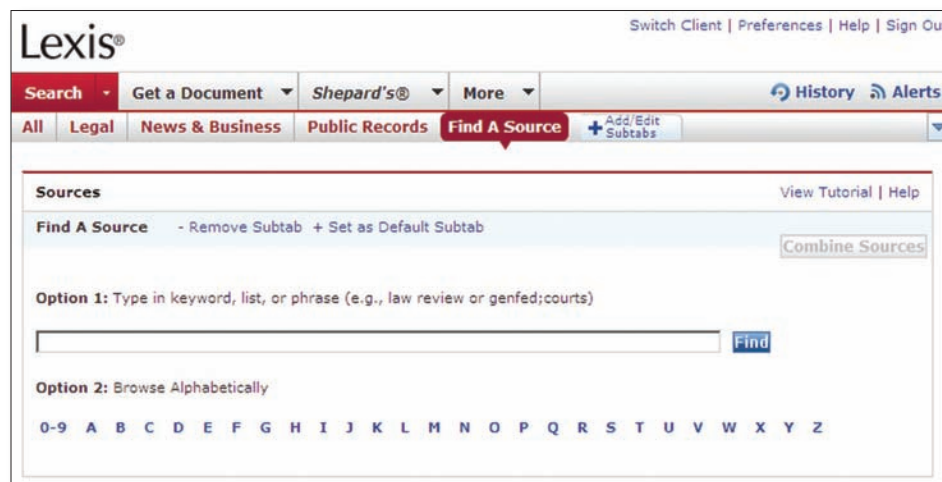 Switch Client | Preferences | Help | Sign Ou
Lexis®
Search Get a Document Shepard's® More History Alerts
All Legal News & Business Public Records Find A Source + Add/Edit Subtabs
Sources View Tutorial | Help
Find A Source - Remove Subtab + Set as Default Subtab
Combine Sources
Option 1: Type in keyword, list, or phrase (e.g., law review or genfed;courts)
Find
Option 2: Browse Alphabetically
0-9 A B C D E F G H I J K L M N O P Q R S T U V W X Y Z